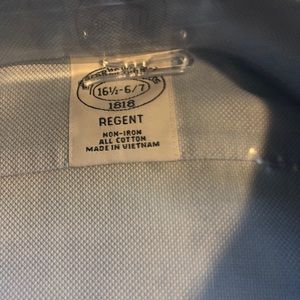 16½-6/7
1818
REGENT
NON-IRON
ALL COTTON
MADE IN VIETNAM